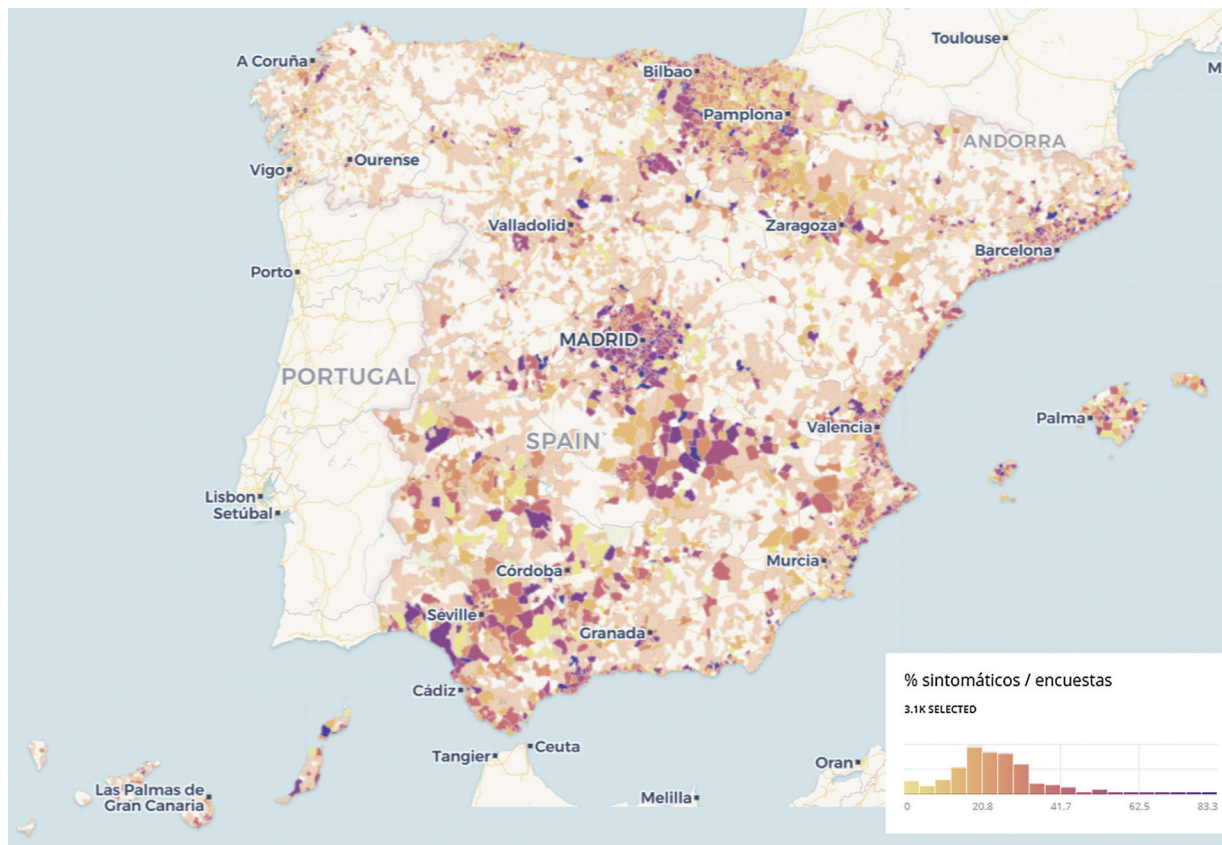 Toulouse
A Coruña
M
Bilbao
Pamplona
ANDORRA
Ourense
Vigo
Valladolid
Zaragoza
Barcelona
Porto
MADRID
PORTUGAL
Palma
Valencia
SPAIN
Lisbon
Setúbal
Murcia
Córdoba
Seville
Granada
Cádiz
Ceuta
Tangier
Oran
Las Palmas de
Gran Canaria
Melilla
% sintomáticos / encuestas
3.1K SELECTED
0 20.8 41.7 62.5 83.3